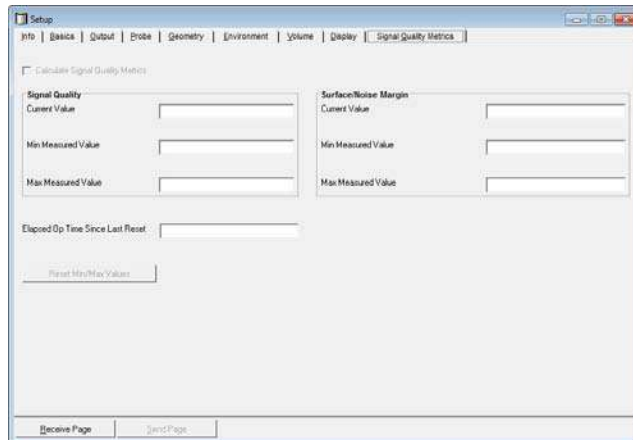 Setup
Info | Basics | Output | Probe | Geometry | Environment | Volume | Display | Signal Quality Metrics
Calculate Signal Quality Metrics
Signal Quality
Current Value
Min Measured Value
Max Measured Value
Surface/Noise Margin
Current Value
Min Measured Value
Max Measured Value
Elapsed Op Time Since Last Reset
Reset Min/Max Values
Receive Page
Send Page